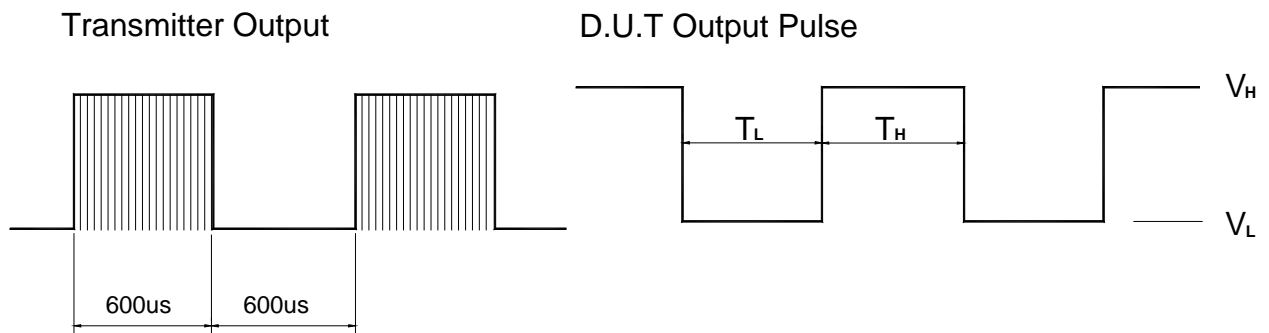 Transmitter Output
D.U.T Output Pulse
VH
TL TH
VL
600us 600us